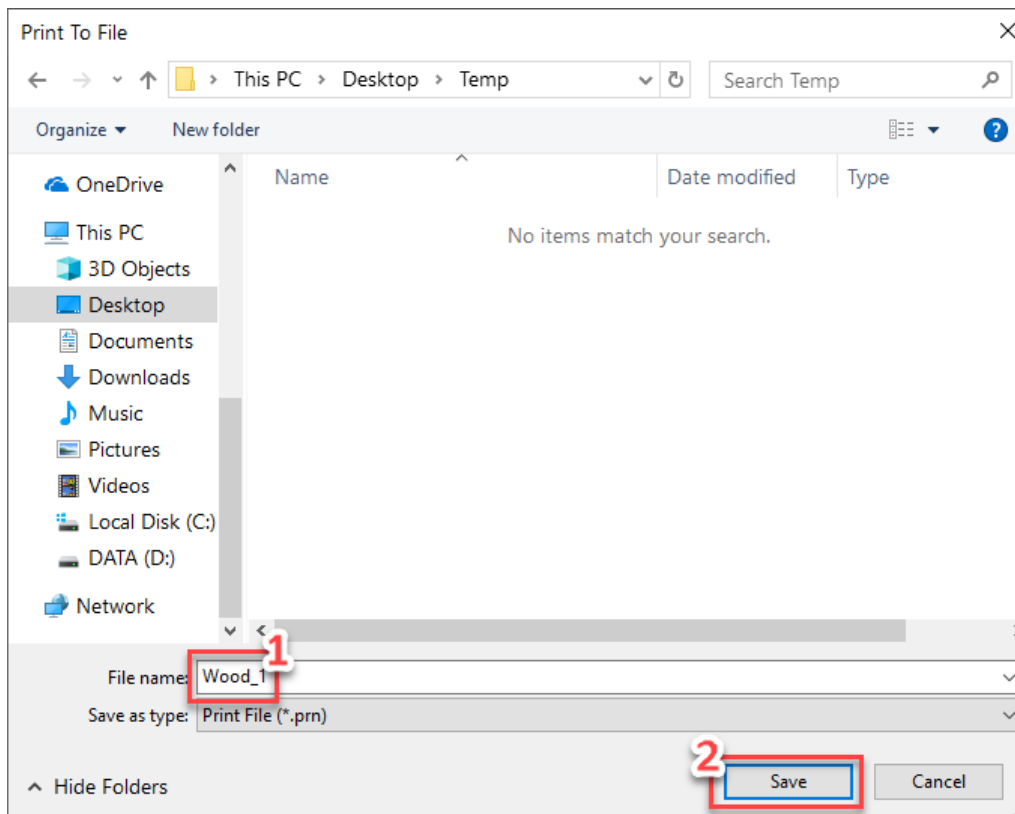 Print To File
This PC > Desktop > Temp
Search Temp
Organize
New folder
Name
Date modified
Type
No items match your search.
OneDrive
This PC
3D Objects
Desktop
Documents
Downloads
Music
Pictures
Videos
Local Disk (C:)
DATA (D:)
Network
1
File name: Wood_1
Save as type: Print File (*.prn)
2
Hide Folders
Save
Cancel